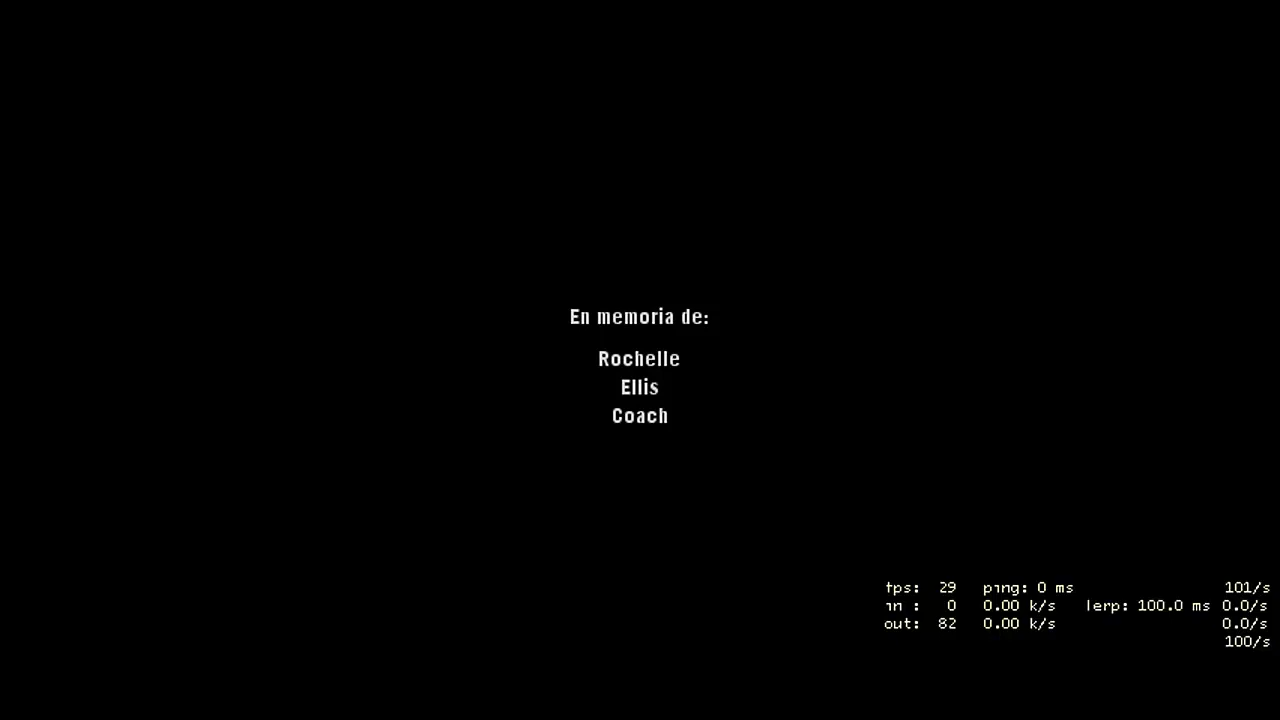 En memoria de:
Rochelle
Ellis
Coach
fps: 29 ping: 0 ms 101/s
in : 0 0.00 k/s lerp: 100.0 ms 0.0/s
out: 82 0.00 k/s 0.0/s
100/s